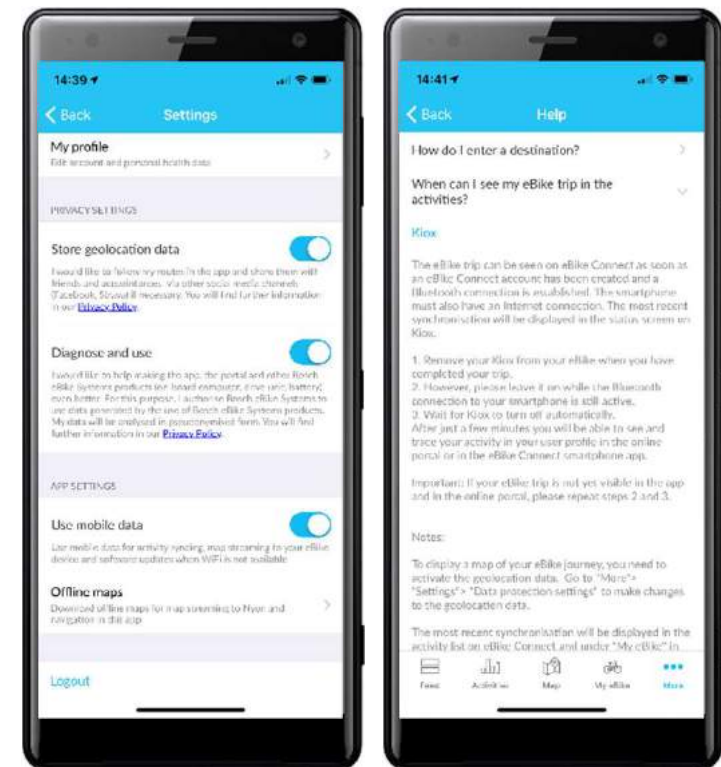 14:39
Back
Settings
My profile
Edit account and personal health data
PRIVACY SETTINGS
Store geolocation data
I would like to follow my routes in the app and share them with
friends and acquaintances. Via other social media channels
(Facebook, Strava) if necessary. You will find further information
in our Privacy Policy.
Diagnose and use
I would like to help making the app, the portal and other Bosch
eBike Systems products (on-board computer, drive unit, battery)
even better. For this purpose, I authorise Bosch eBike Systems to
use data generated by the use of Bosch eBike Systems products.
My data will be analysed in pseudonymised form. You will find
further information in our Privacy Policy.
APP SETTINGS
Use mobile data
Use mobile data for activity syncing, map streaming to your eBike
device and software updates when WiFi is not available
Offline maps
Download offline maps for map streaming to Nyon and
navigation in this app
Logout
14:41
Back
Help
How do I enter a destination?
When can I see my eBike trip in the
activities?
Kiox
The eBike trip can be seen on eBike Connect as soon as
an eBike Connect account has been created and a
Bluetooth connection is established. The smartphone
must also have an Internet connection. The most recent
synchronisation will be displayed in the status screen on
Kiox.
1. Remove your Kiox from your eBike when you have
completed your trip.
2. However, please leave it on while the Bluetooth
connection to your smartphone is still active.
3. Wait for Kiox to turn off automatically.
After just a few minutes you will be able to see and
trace your activity in your user profile in the online
portal or in the eBike Connect smartphone app.
Important: If your eBike trip is not yet visible in the app
and in the online portal, please repeat steps 2 and 3.
Notes:
To display a map of your eBike journey, you need to
activate the geolocation data. Go to "More">
"Settings"> "Data protection settings" to make changes
to the geolocation data.
The most recent synchronisation will be displayed in the
activity list on eBike Connect and under "My eBike" in
Feed
Activities
Map
My eBike
More